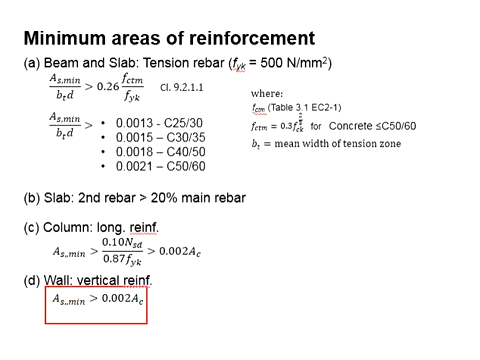 Minimum areas of reinforcement
(a) Beam and Slab: Tension rebar (fyk = 500 N/mm²)
As,min / btd > 0.26 fctm / fyk Cl. 9.2.1.1
As,min / btd > • 0.0013 - C25/30
• 0.0015 – C30/35
• 0.0018 – C40/50
• 0.0021 – C50/60
where:
fctm (Table 3.1 EC2-1)
fctm = 0.3fck^(2/3) for Concrete ≤C50/60
bt = mean width of tension zone
(b) Slab: 2nd rebar > 20% main rebar
(c) Column: long. reinf.
As,,min > 0.10Nsd / 0.87fyk > 0.002Ac
(d) Wall: vertical reinf.
As,,min > 0.002Ac